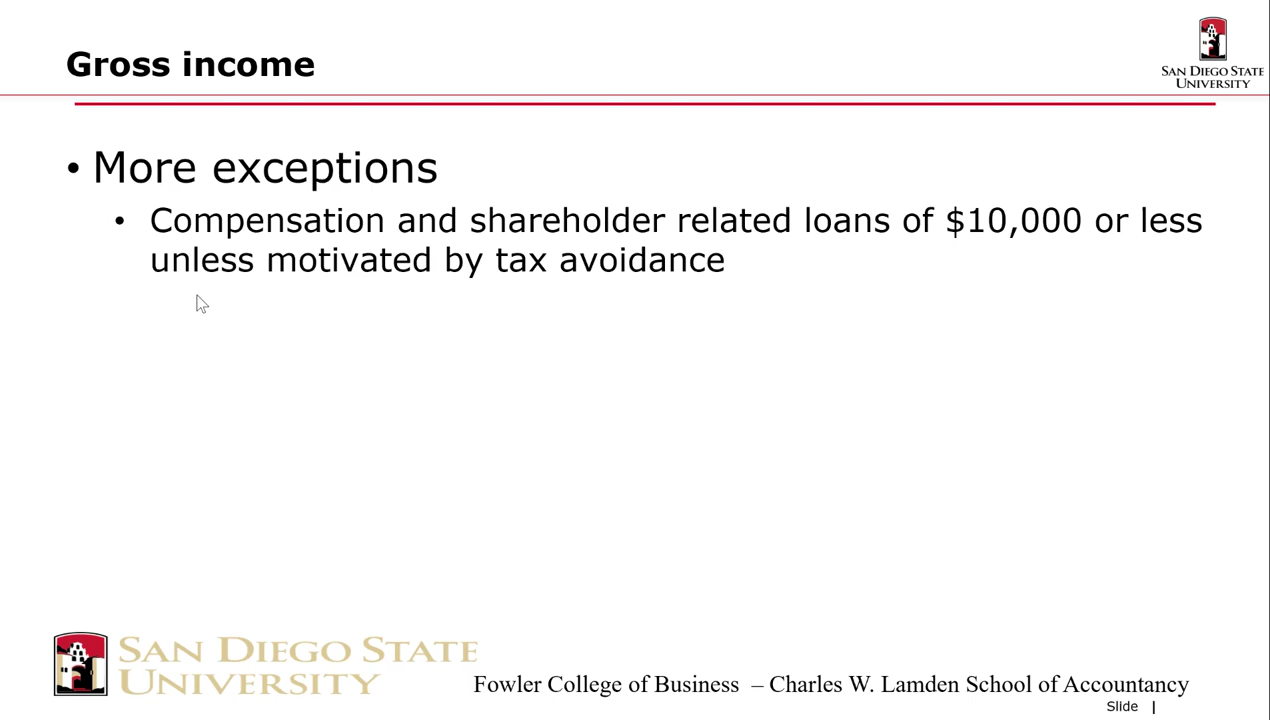 Gross income
SAN DIEGO STATE
UNIVERSITY
• More exceptions
• Compensation and shareholder related loans of $10,000 or less
unless motivated by tax avoidance
SAN DIEGO STATE
UNIVERSITY
Fowler College of Business – Charles W. Lamden School of Accountancy
Slide |